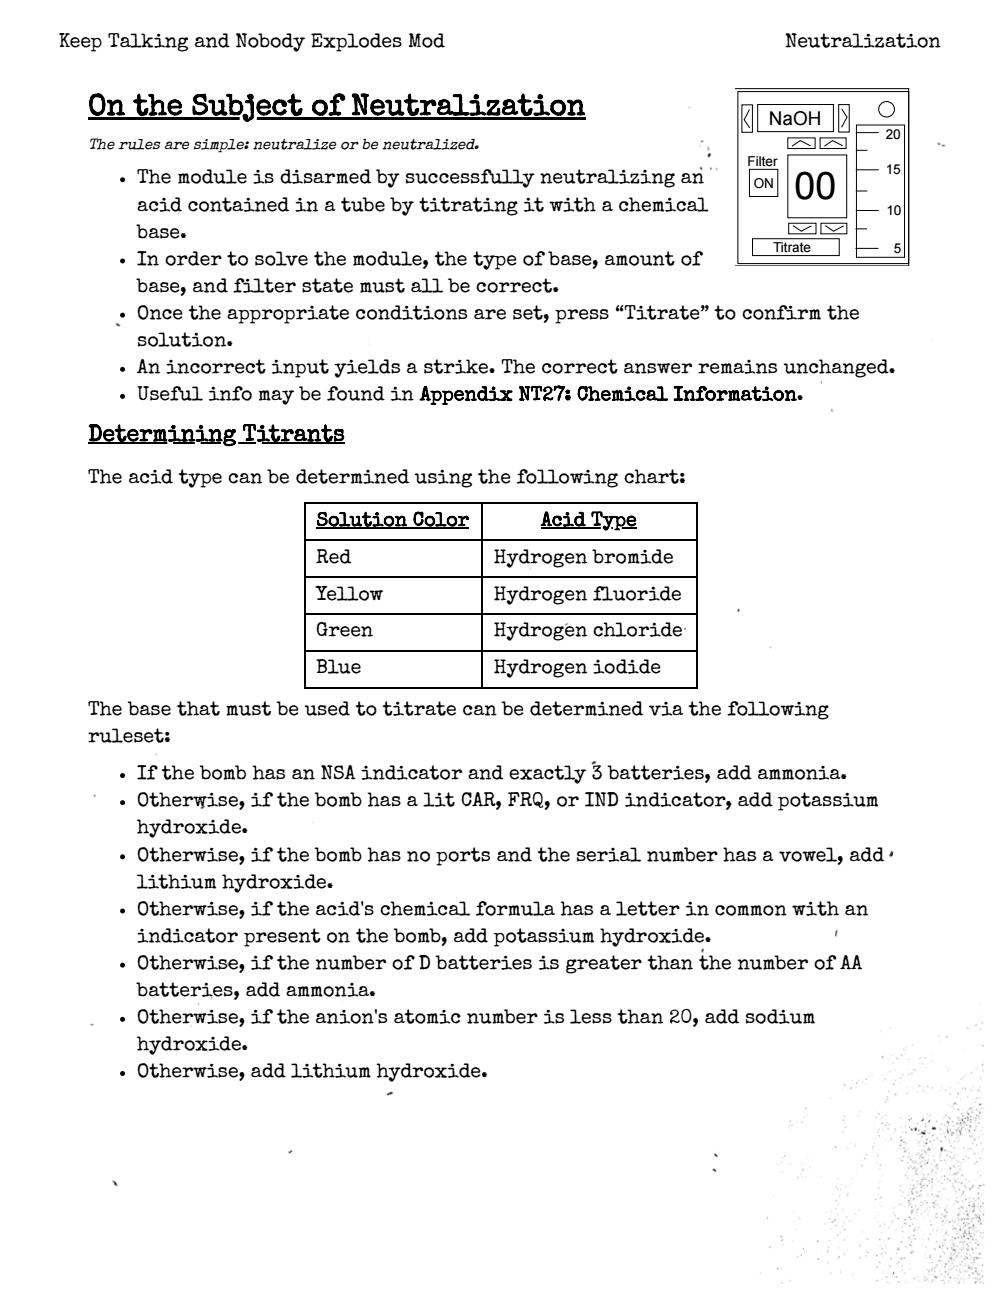 Keep Talking and Nobody Explodes Mod
Neutralization
On the Subject of Neutralization
The rules are simple: neutralize or be neutralized.
• The module is disarmed by successfully neutralizing an
acid contained in a tube by titrating it with a chemical
base.
• In order to solve the module, the type of base, amount of
base, and filter state must all be correct.
• Once the appropriate conditions are set, press “Titrate” to confirm the
solution.
• An incorrect input yields a strike. The correct answer remains unchanged.
• Useful info may be found in Appendix NT27: Chemical Information.
NaOH
20
Filter
15
ON
00
10
Titrate
5
Determining Titrants
The acid type can be determined using the following chart:
Solution Color Acid Type
Red Hydrogen bromide
Yellow Hydrogen fluoride
Green Hydrogen chloride
Blue Hydrogen iodide
The base that must be used to titrate can be determined via the following
ruleset:
• If the bomb has an NSA indicator and exactly 3 batteries, add ammonia.
• Otherwise, if the bomb has a lit CAR, FRQ, or IND indicator, add potassium
hydroxide.
• Otherwise, if the bomb has no ports and the serial number has a vowel, add
lithium hydroxide.
• Otherwise, if the acid's chemical formula has a letter in common with an
indicator present on the bomb, add potassium hydroxide.
• Otherwise, if the number of D batteries is greater than the number of AA
batteries, add ammonia.
• Otherwise, if the anion's atomic number is less than 20, add sodium
hydroxide.
• Otherwise, add lithium hydroxide.